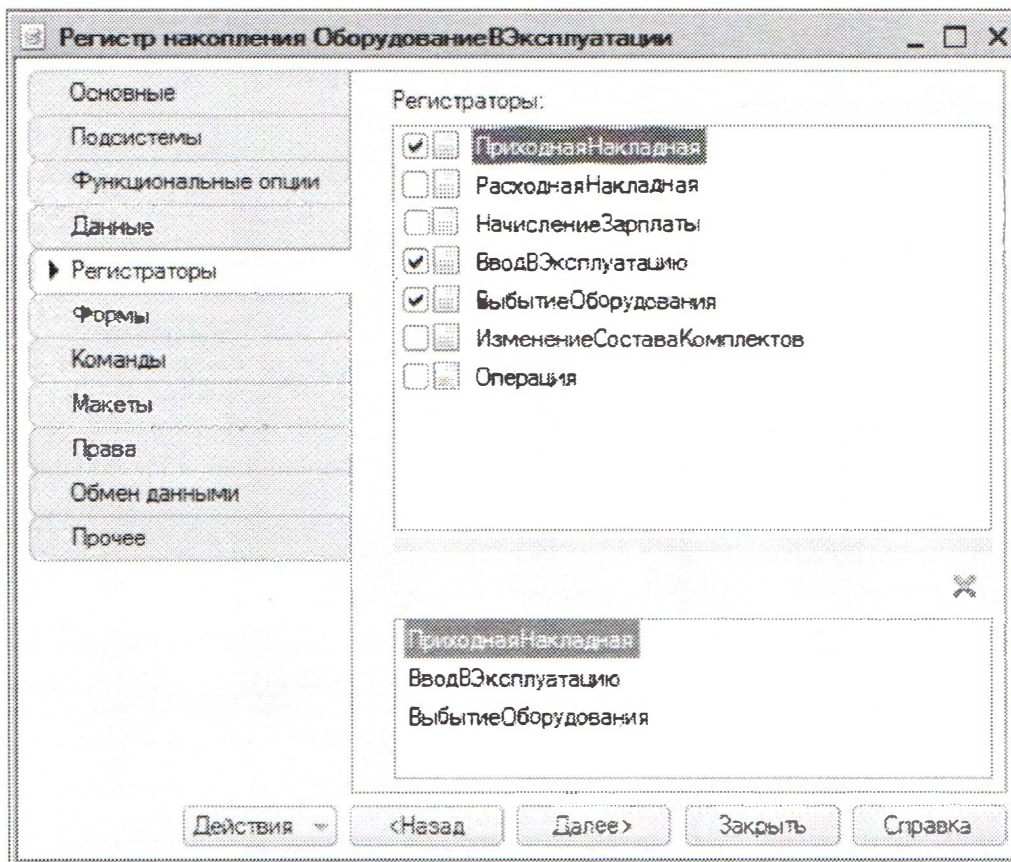 Регистр накопления ОборудованиеВЭксплуатации
Основные
Подсистемы
Функциональные опции
Данные
Регистраторы
Формы
Команды
Макеты
Права
Обмен данными
Прочее
Регистраторы:
ПриходнаяНакладная
РасходнаяНакладная
НачислениеЗарплаты
ВводВЭксплуатацию
ВыбытиеОборудования
ИзменениеСоставаКомплектов
Операция
ПриходнаяНакладная
ВводВЭксплуатацию
ВыбытиеОборудования
Действия
<Назад
Далее>
Закрыть
Справка